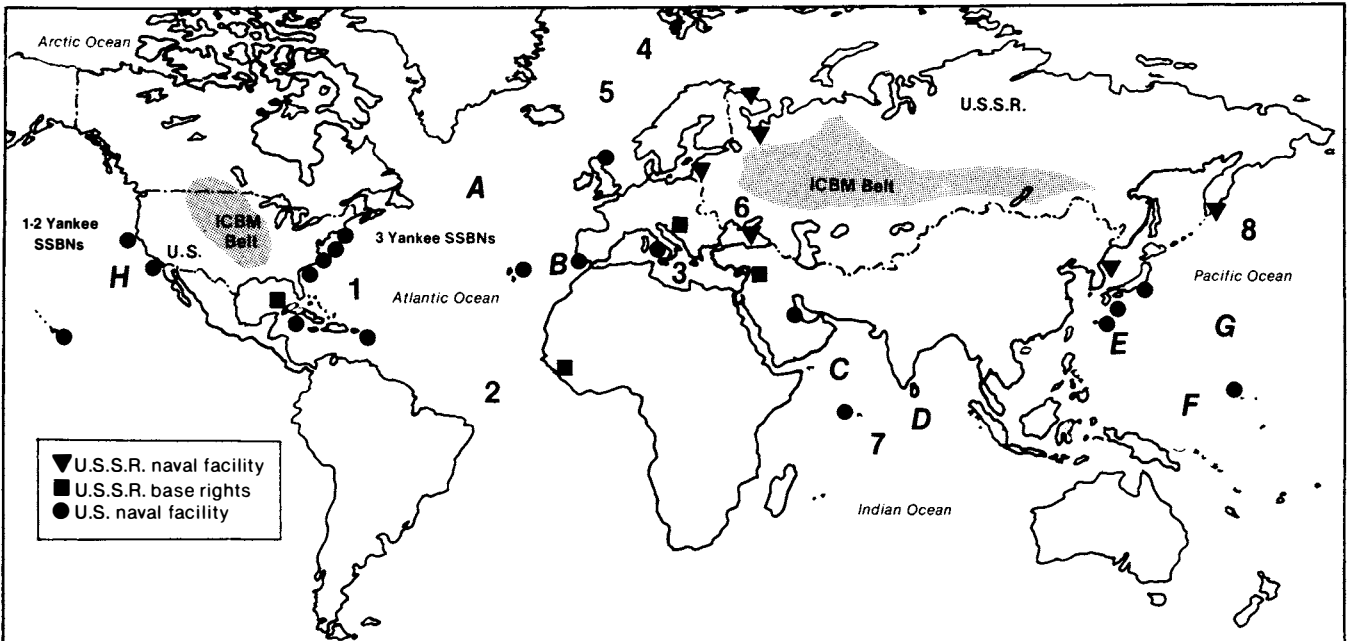 Arctic Ocean
4
5
U.S.S.R.
ICBM Belt
A
1-2 Yankee
SSBNs
ICBM
Belt
U.S.
3 Yankee SSBNs
6
8
H
1
B
3
Atlantic Ocean
Pacific Ocean
E
G
2
C
D
F
7
Indian Ocean
U.S.S.R. naval facility
U.S.S.R. base rights
U.S. naval facility